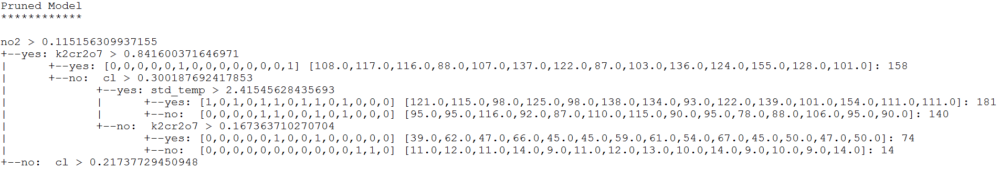 Pruned Model
************

no2 > 0.115156309937155
+--yes: k2cr2o7 > 0.841600371646971
|      +--yes: [0,0,0,0,0,1,0,0,0,0,0,0,0,1] [108.0,117.0,116.0,88.0,107.0,137.0,122.0,87.0,103.0,136.0,124.0,155.0,128.0,101.0]: 158
|      +--no:  cl > 0.300187692417853
|             +--yes: std_temp > 2.41545628435693
|             |      +--yes: [1,0,1,0,1,1,0,1,1,0,1,0,0,0] [121.0,115.0,98.0,125.0,98.0,138.0,134.0,93.0,122.0,139.0,101.0,154.0,111.0,111.0]: 181
|             |      +--no:  [0,0,0,0,1,1,0,0,1,0,1,0,0,0] [95.0,95.0,116.0,92.0,87.0,110.0,115.0,90.0,95.0,78.0,88.0,106.0,95.0,90.0]: 140
|             +--no:  k2cr2o7 > 0.167363710270704
|                    +--yes: [0,0,0,0,0,1,0,0,1,0,0,0,0,0] [39.0,62.0,47.0,66.0,45.0,45.0,59.0,61.0,54.0,67.0,45.0,50.0,47.0,50.0]: 74
|                    +--no:  [0,0,0,0,0,0,0,0,0,0,0,1,1,0] [11.0,12.0,11.0,14.0,9.0,11.0,12.0,13.0,10.0,14.0,9.0,10.0,9.0,14.0]: 14
+--no:  cl > 0.21737729450948